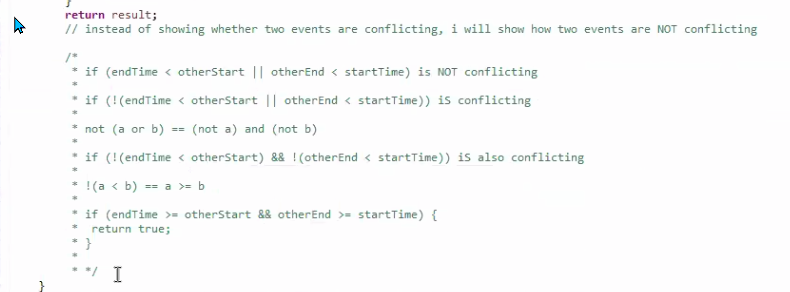 }
return result;
// instead of showing whether two events are conflicting, i will show how two events are NOT conflicting
/*
* if (endTime < otherStart || otherEnd < startTime) is NOT conflicting
*
* if (!(endTime < otherStart || otherEnd < startTime)) iS conflicting
*
* not (a or b) == (not a) and (not b)
*
* if (!(endTime < otherStart) && !(otherEnd < startTime)) iS also conflicting
*
* !(a < b) == a >= b
*
* if (endTime >= otherStart && otherEnd >= startTime) {
* return true;
* }
*
* */
}